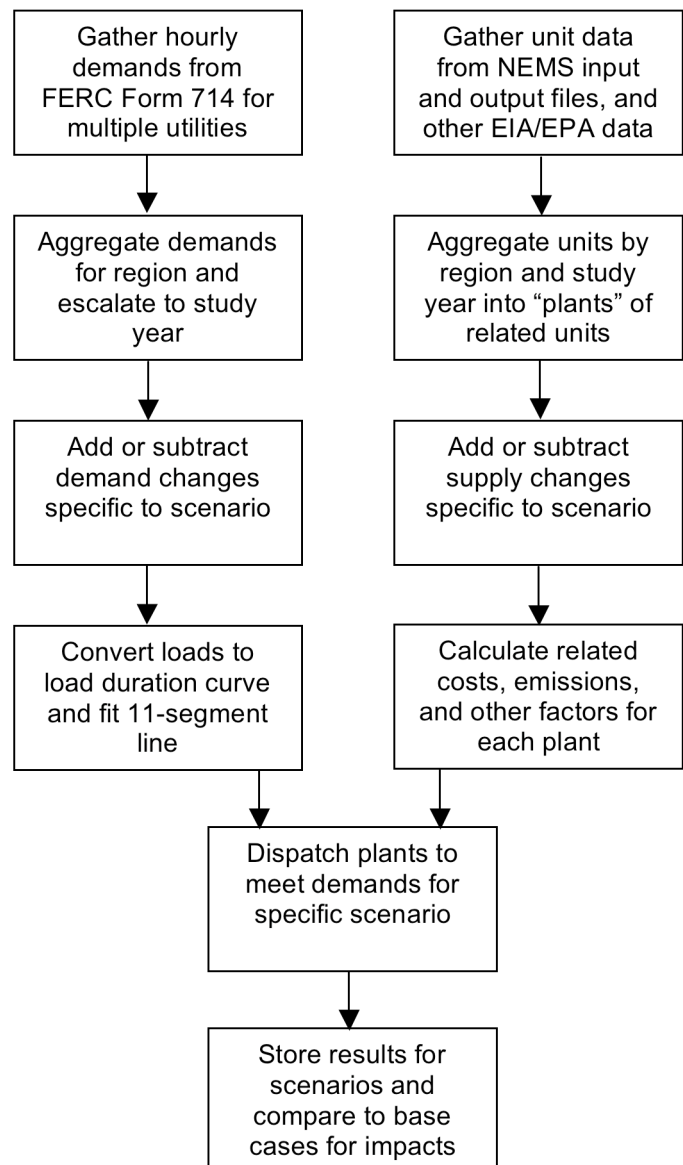 Gather hourly
demands from
FERC Form 714 for
multiple utilities
Gather unit data
from NEMS input
and output files, and
other EIA/EPA data
Aggregate demands
for region and
escalate to study
year
Aggregate units by
region and study
year into “plants” of
related units
Add or subtract
demand changes
specific to scenario
Add or subtract
supply changes
specific to scenario
Convert loads to
load duration curve
and fit 11-segment
line
Calculate related
costs, emissions,
and other factors for
each plant
Dispatch plants to
meet demands for
specific scenario
Store results for
scenarios and
compare to base
cases for impacts